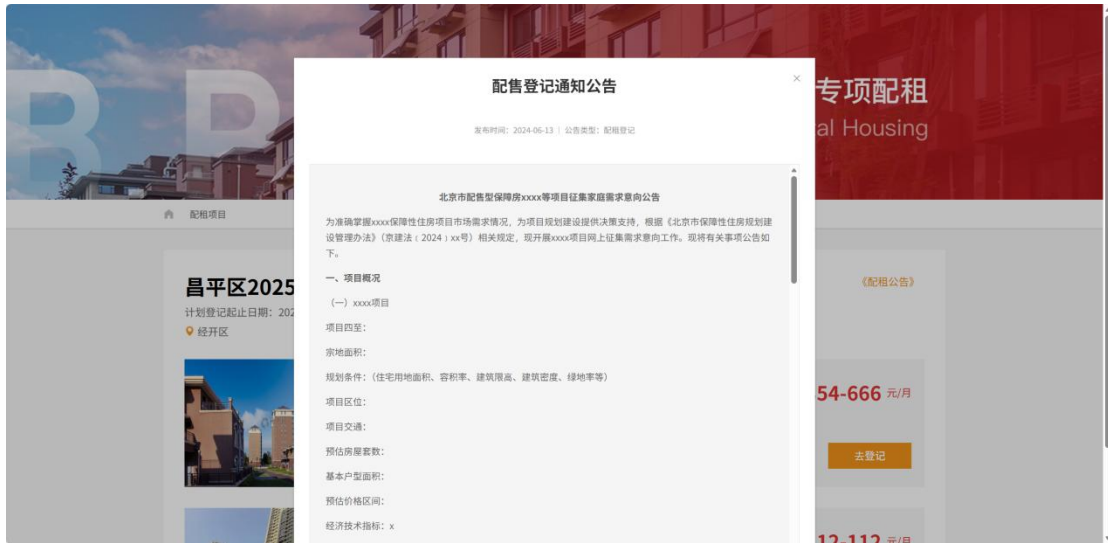 B P
专项配租
al Housing
配售登记通知公告
×
发布时间：2024-06-13 | 公告类型：配租登记
配租项目
北京市配售型保障房xxxx等项目征集家庭需求意向公告
为准确掌握xxxx保障性住房项目市场需求情况，为项目规划建设提供决策支持，根据《北京市保障性住房规划建
设管理办法》（京建法﹝2024﹞xx号）相关规定，现开展xxxx项目网上征集需求意向工作。现将有关事项公告如
下。
一、项目概况
（一）xxxx项目
项目四至：
宗地面积：
规划条件：（住宅用地面积、容积率、建筑限高、建筑密度、绿地率等）
项目区位：
项目交通：
预估房屋套数：
基本户型面积：
预估价格区间：
经济技术指标：x
昌平区2025
《配租公告》
计划登记起止日期：202
经开区
54-666 元/月
去登记
12-112 元/月